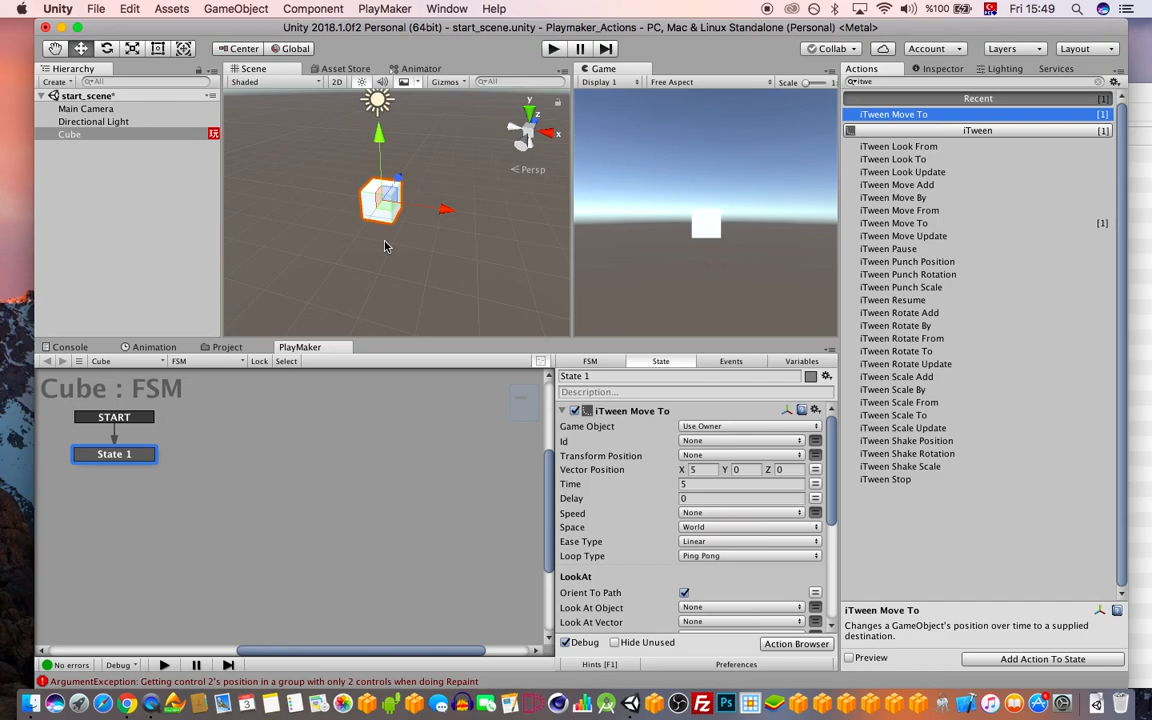 Unity File Edit Assets GameObject Component PlayMaker Window Help %100 Fri 15:49
Unity 2018.1.0f2 Personal (64bit) - start_scene.unity - Playmaker_Actions - PC, Mac & Linux Standalone (Personal) <Metal>
Center Global Collab Account Layers Layout
Hierarchy Scene Asset Store Animator Game Actions Inspector Lighting Services
Create All Shaded 2D Gizmos All Display 1 Free Aspect Scale 1 itwe
start_scene*
Main Camera
Directional Light
Cube
玩
y
z
x
Persp
Recent [1]
iTween Move To [1]
iTween [1]
iTween Look From
iTween Look To
iTween Look Update
iTween Move Add
iTween Move By
iTween Move From
iTween Move To [1]
iTween Move Update
iTween Pause
iTween Punch Position
iTween Punch Rotation
iTween Punch Scale
iTween Resume
iTween Rotate Add
iTween Rotate By
iTween Rotate From
iTween Rotate To
iTween Rotate Update
iTween Scale Add
iTween Scale By
iTween Scale From
iTween Scale To
iTween Scale Update
iTween Shake Position
iTween Shake Rotation
iTween Shake Scale
iTween Stop
Console Animation Project PlayMaker
Cube FSM Lock Select FSM State Events Variables
Cube : FSM
START
State 1
State 1
Description...
iTween Move To
Game Object Use Owner
Id None
Transform Position None
Vector Position X 5 Y 0 Z 0
Time 5
Delay 0
Speed None
Space World
Ease Type Linear
Loop Type Ping Pong
LookAt
Orient To Path
Look At Object None
Look At Vector None
Debug Hide Unused Action Browser
Hints [F1] Preferences
iTween Move To
Changes a GameObject's position over time to a supplied
destination.
Preview Add Action To State
No errors Debug
ArgumentException: Getting control 2's position in a group with only 2 controls when doing Repaint